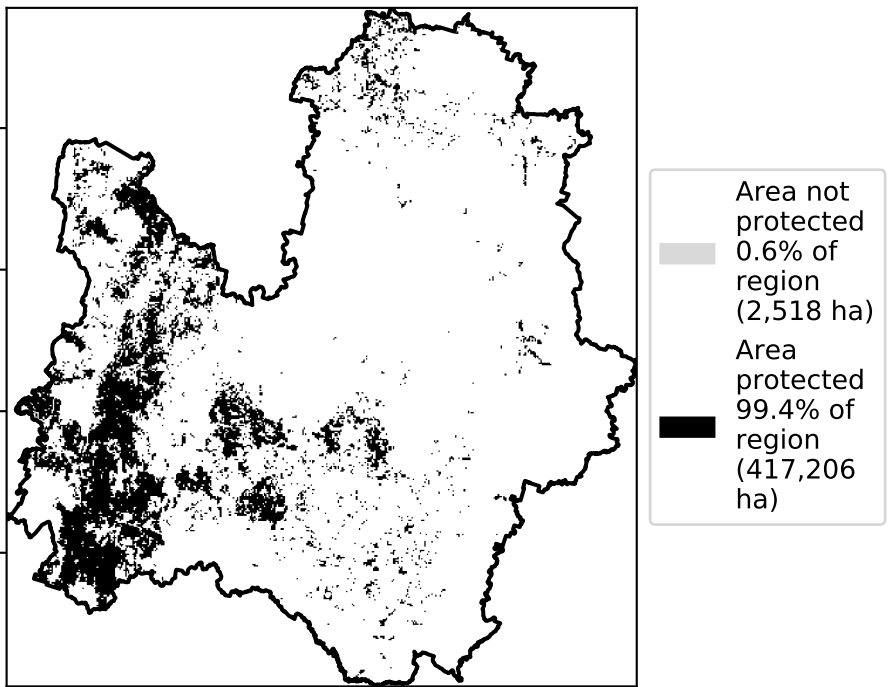 Area not
protected
0.6% of
region
(2,518 ha)
Area
protected
99.4% of
region
(417,206
ha)